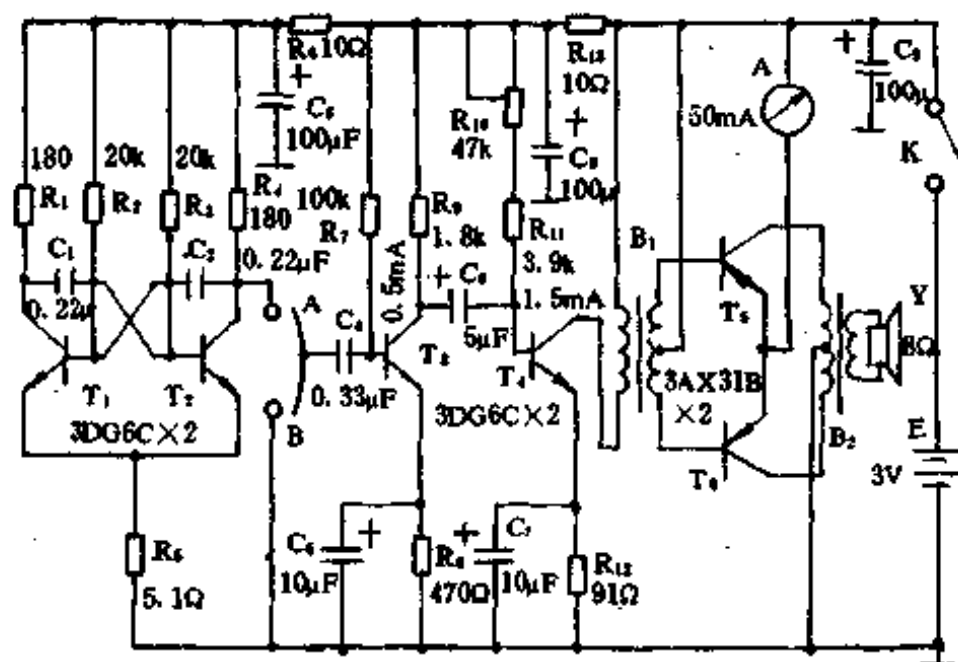 R₆ 10Ω
R₁₃
10Ω
A
50mA
C₉
100μ
K
C₅
100μF
R₁₀
47k
C₈
100μ
180
20k
20k
R₁
R₂
R₃
R₄
180
100k
R₇
R₉
1.8k
R₁₁
3.9k
C₁
0.22μ
C₂
0.22μF
A
B
C₄
0.33μF
0.5mA
C₆
5μF
1.5mA
B₁
T₁
T₂
3DG6C×2
T₃
T₄
3DG6C×2
T₅
3AX31B
×2
T₆
B₂
Y
8Ω
E
3V
R₅
5.1Ω
10μF
470Ω
C₇
10μF
R₁₂
91Ω